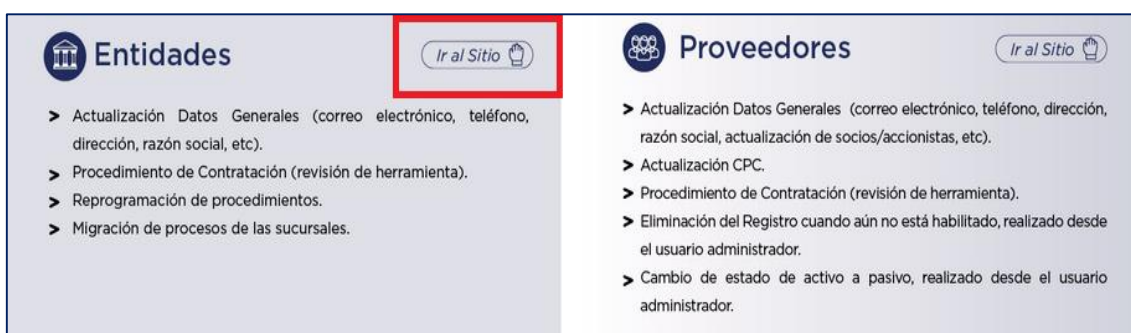 Entidades
Ir al Sitio
> Actualización Datos Generales (correo electrónico, teléfono,
dirección, razón social, etc).
> Procedimiento de Contratación (revisión de herramienta).
> Reprogramación de procedimientos.
> Migración de procesos de las sucursales.
Proveedores
Ir al Sitio
> Actualización Datos Generales (correo electrónico, teléfono, dirección,
razón social, actualización de socios/accionistas, etc).
> Actualización CPC.
> Procedimiento de Contratación (revisión de herramienta).
> Eliminación del Registro cuando aún no está habilitado, realizado desde
el usuario administrador.
> Cambio de estado de activo a pasivo, realizado desde el usuario
administrador.